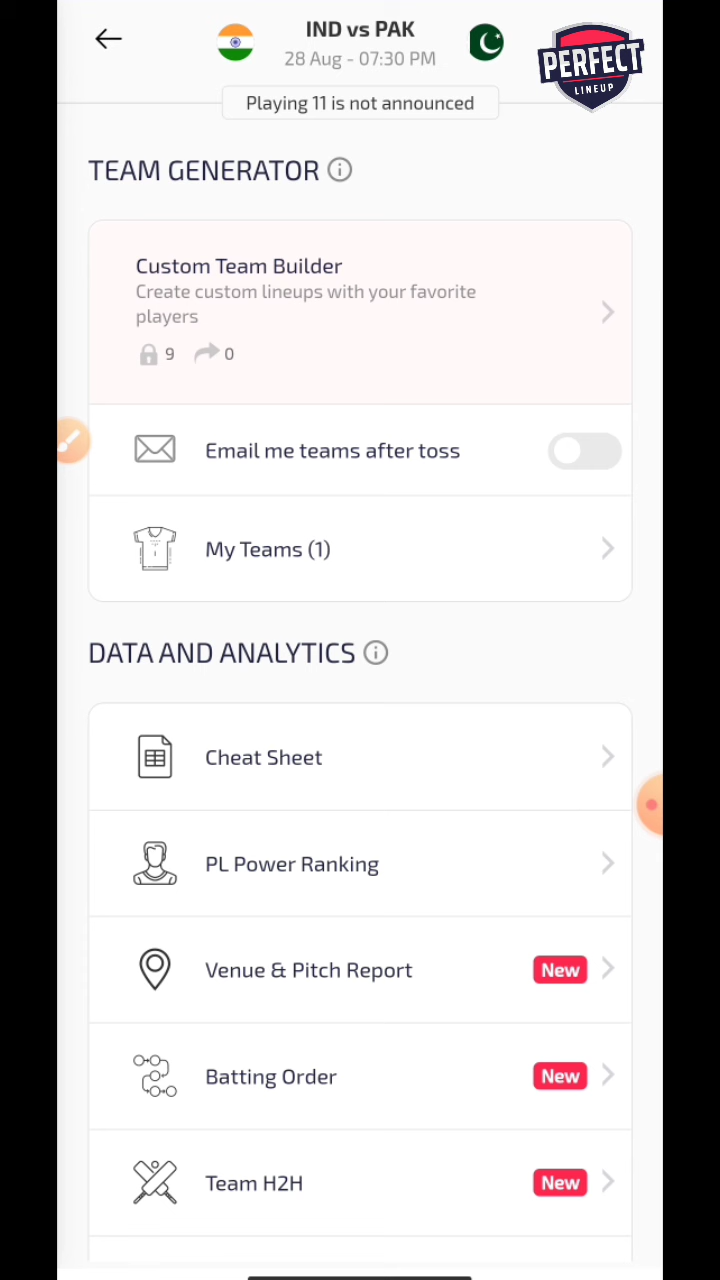 IND vs PAK
28 Aug - 07:30 PM
PERFECT
LINEUP
Playing 11 is not announced
TEAM GENERATOR
Custom Team Builder
Create custom lineups with your favorite
players
9 0
Email me teams after toss
My Teams (1)
DATA AND ANALYTICS
Cheat Sheet
PL Power Ranking
Venue & Pitch Report New
Batting Order New
Team H2H New